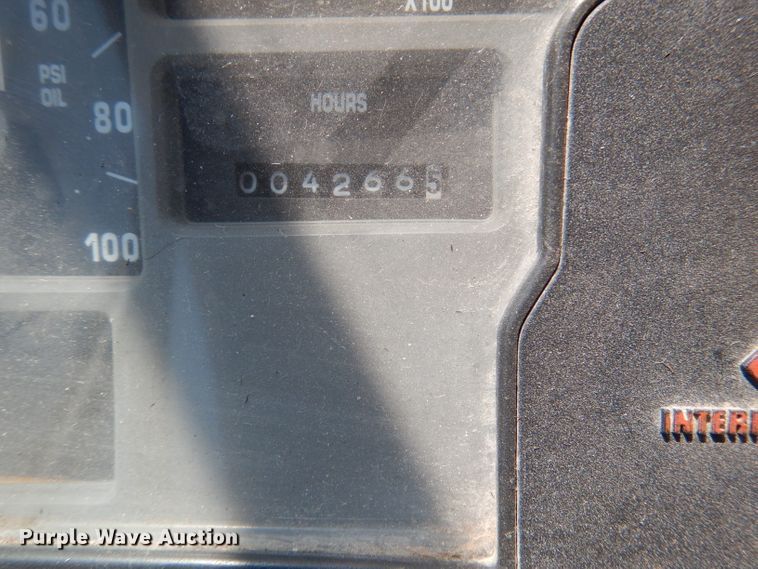 X100
60
PSI
OIL
80
100
HOURS
0042665
INTER
Purple Wave Auction